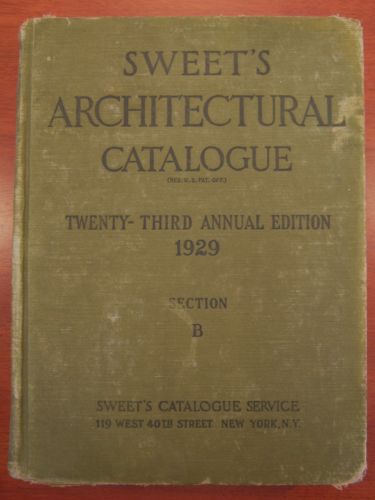 SWEET'S
ARCHITECTURAL
CATALOGUE
(REG. U.S. PAT. OFF.)
TWENTY-THIRD ANNUAL EDITION
1929
SECTION
B
SWEET'S CATALOGUE SERVICE
119 WEST 40TH STREET NEW YORK, N.Y.